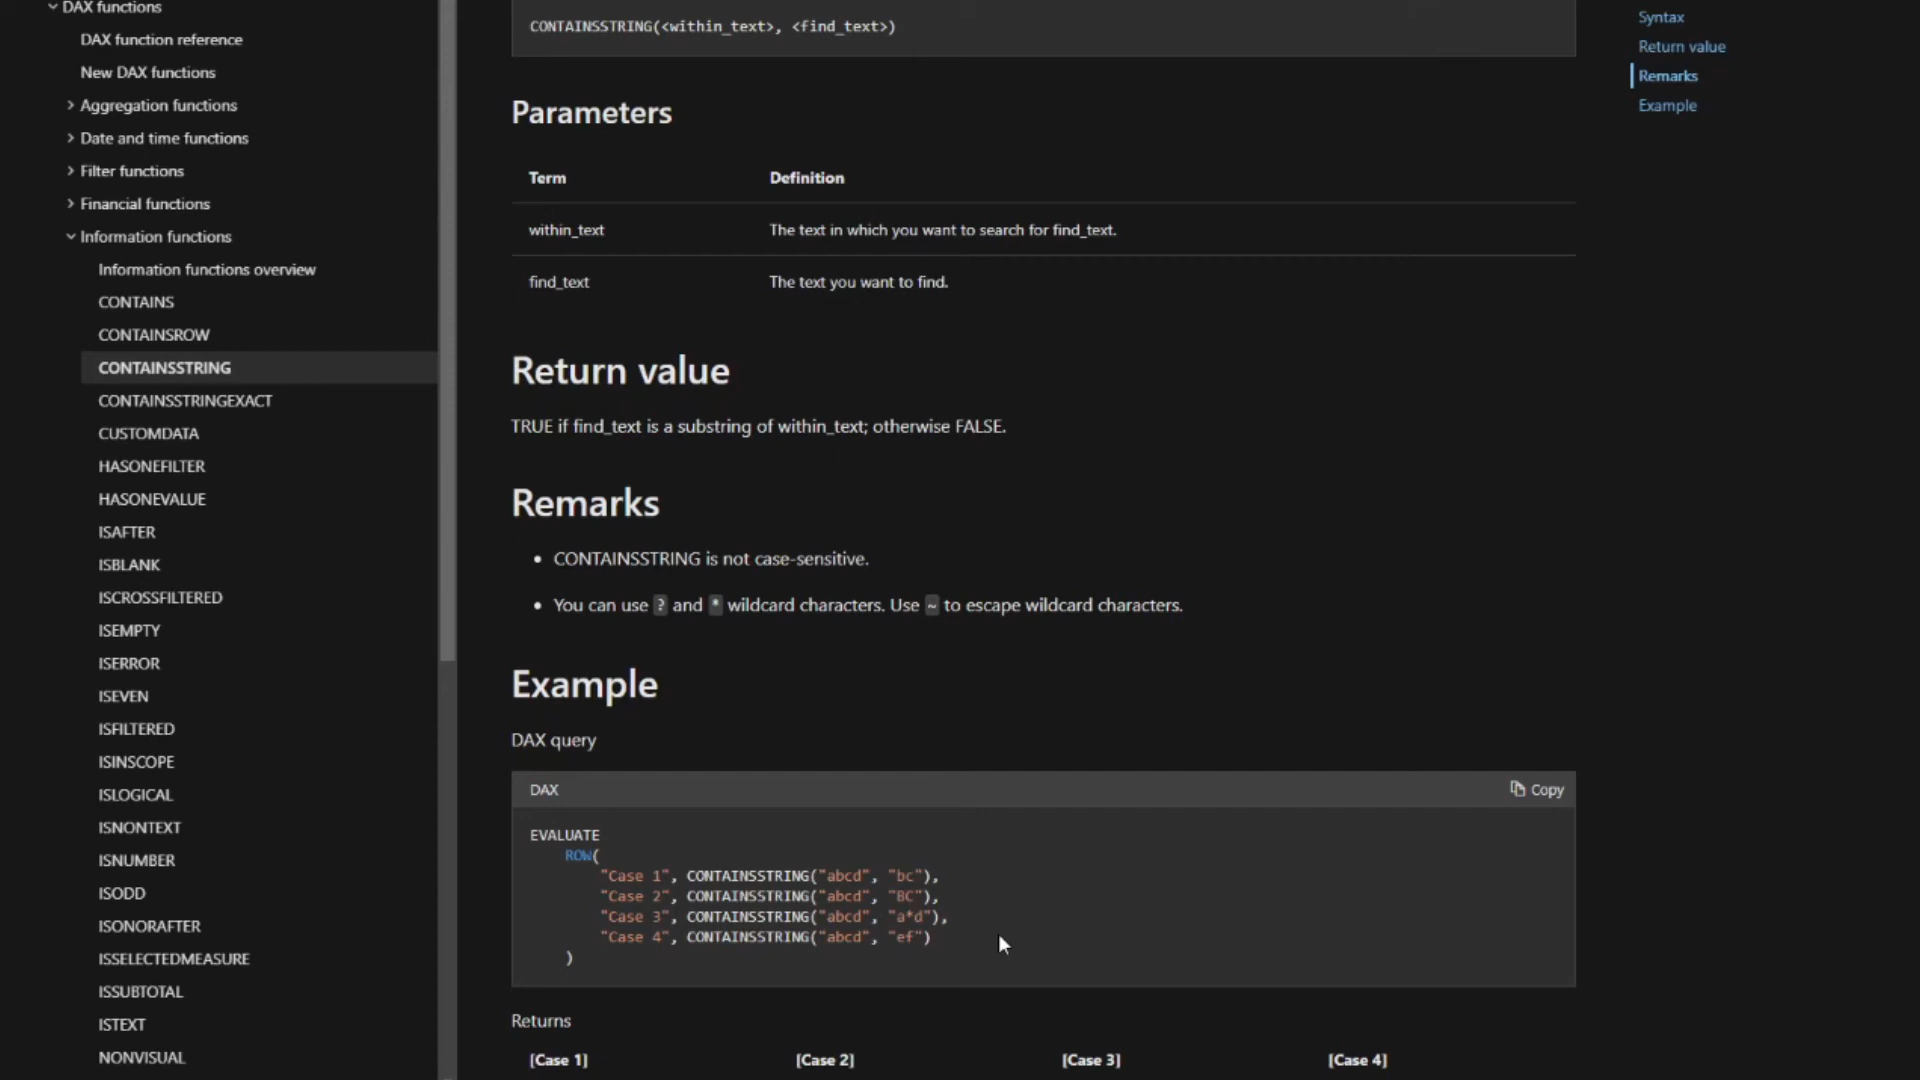 DAX functions
DAX function reference
New DAX functions
Aggregation functions
Date and time functions
Filter functions
Financial functions
Information functions
Information functions overview
CONTAINS
CONTAINSROW
CONTAINSSTRING
CONTAINSSTRINGEXACT
CUSTOMDATA
HASONEFILTER
HASONEVALUE
ISAFTER
ISBLANK
ISCROSSFILTERED
ISEMPTY
ISERROR
ISEVEN
ISFILTERED
ISINSCOPE
ISLOGICAL
ISNONTEXT
ISNUMBER
ISODD
ISONORAFTER
ISSELECTEDMEASURE
ISSUBTOTAL
ISTEXT
NONVISUAL
CONTAINSSTRING(<within_text>, <find_text>)
Parameters
Term Definition
within_text The text in which you want to search for find_text.
find_text The text you want to find.
Return value
TRUE if find_text is a substring of within_text; otherwise FALSE.
Remarks
• CONTAINSSTRING is not case-sensitive.
• You can use ? and * wildcard characters. Use ~ to escape wildcard characters.
Example
DAX query
DAX Copy
EVALUATE
ROW(
"Case 1", CONTAINSSTRING("abcd", "bc"),
"Case 2", CONTAINSSTRING("abcd", "BC"),
"Case 3", CONTAINSSTRING("abcd", "a*d"),
"Case 4", CONTAINSSTRING("abcd", "ef")
)
Returns
[Case 1] [Case 2] [Case 3] [Case 4]
Syntax
Return value
Remarks
Example